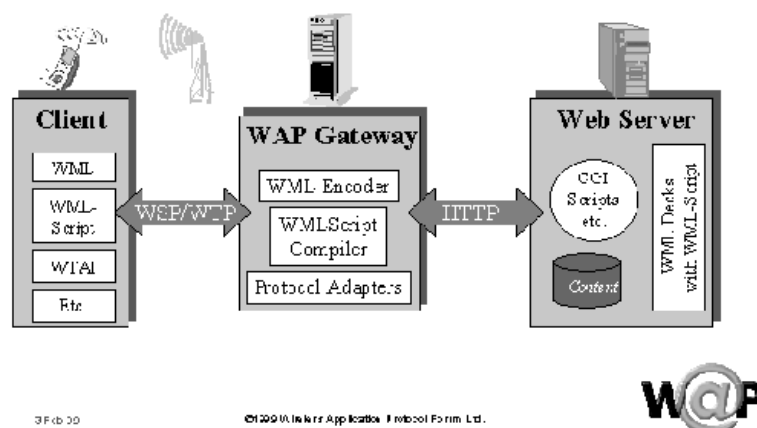 Client
WML
WML-
Script
WTAI
Etc.
WSP/WTP
WAP Gateway
WML Encoder
WMLScript
Compiler
Protocol Adapters
HTTP
Web Server
CGI
Scripts
etc.
Content
WML Decks
with WML-Script
©1999 Wireless Application Protocol Forum Ltd.
W@P